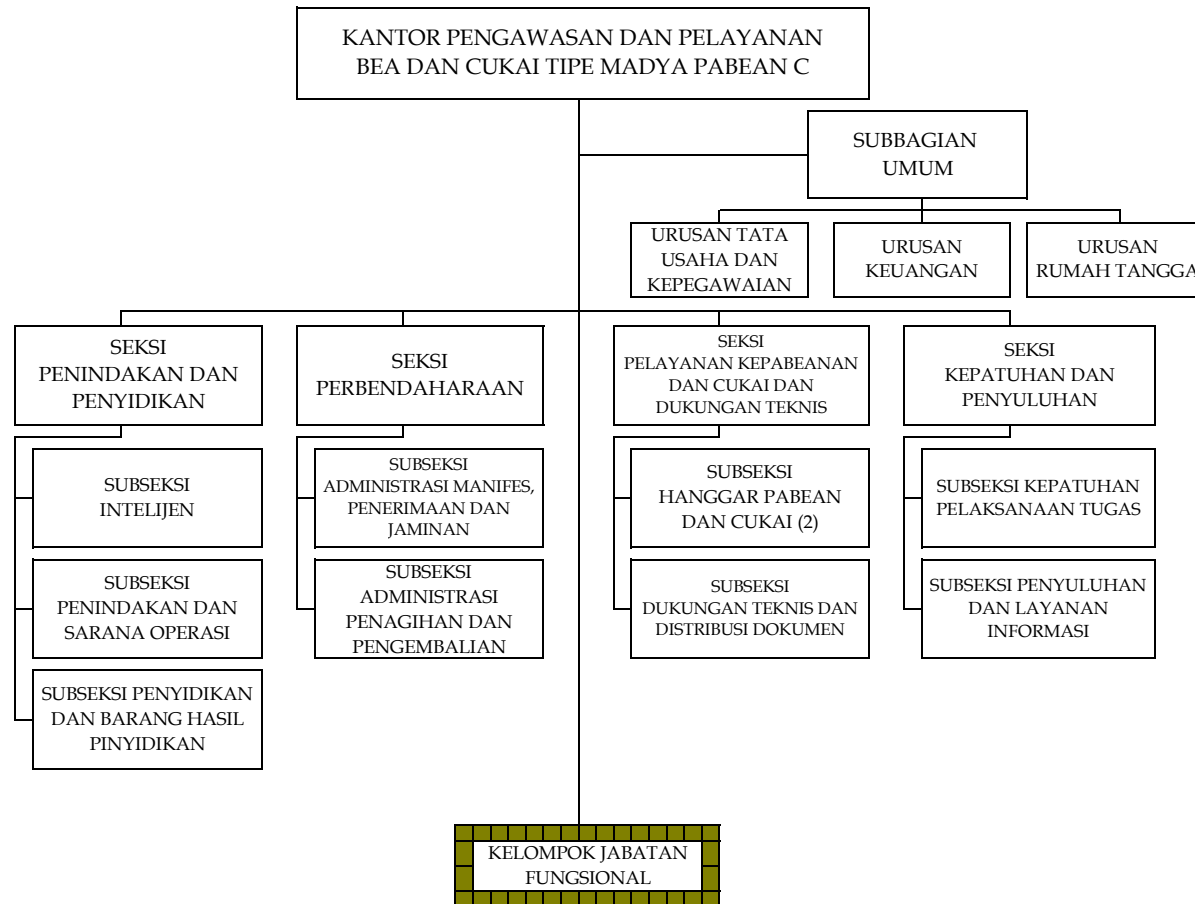 KANTOR PENGAWASAN DAN PELAYANAN
BEA DAN CUKAI TIPE MADYA PABEAN C
SUBBAGIAN
UMUM
URUSAN TATA
USAHA DAN
KEPEGAWAIAN
URUSAN
KEUANGAN
URUSAN
RUMAH TANGGA
SEKSI
PENINDAKAN DAN
PENYIDIKAN
SEKSI
PERBENDAHARAAN
SEKSI
PELAYANAN KEPABEANAN
DAN CUKAI DAN
DUKUNGAN TEKNIS
SEKSI
KEPATUHAN DAN
PENYULUHAN
SUBSEKSI
INTELIJEN
SUBSEKSI
ADMINISTRASI MANIFES,
PENERIMAAN DAN
JAMINAN
SUBSEKSI
HANGGAR PABEAN
DAN CUKAI (2)
SUBSEKSI KEPATUHAN
PELAKSANAAN TUGAS
SUBSEKSI
PENINDAKAN DAN
SARANA OPERASI
SUBSEKSI
ADMINISTRASI
PENAGIHAN DAN
PENGEMBALIAN
SUBSEKSI
DUKUNGAN TEKNIS DAN
DISTRIBUSI DOKUMEN
SUBSEKSI PENYULUHAN
DAN LAYANAN
INFORMASI
SUBSEKSI PENYIDIKAN
DAN BARANG HASIL
PINYIDIKAN
KELOMPOK JABATAN
FUNGSIONAL